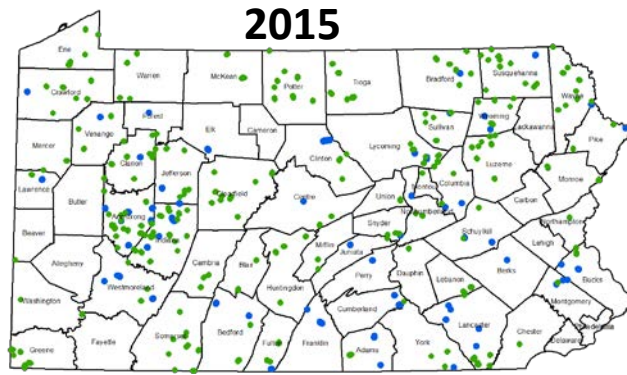 2015
Erie
Warren
McKean
Potter
Tioga
Bradford
Susquehanna
Crawford
Wayne
Forest
Wyoming
Venango
Elk
Cameron
Sullivan
Lackawanna
Mercer
Clinton
Lycoming
Pike
Clarion
Jefferson
Luzerne
Lawrence
Clearfield
Centre
Columbia
Monroe
Butler
Union
Montour
Carbon
Armstrong
Northumberland
Northampton
Beaver
Indiana
Snyder
Schuylkill
Mifflin
Lehigh
Allegheny
Cambria
Blair
Juniata
Perry
Dauphin
Berks
Bucks
Westmoreland
Huntingdon
Lebanon
Washington
Cumberland
Montgomery
Somerset
Bedford
Lancaster
Philadelphia
Greene
Fayette
Fulton
Franklin
Adams
York
Chester
Delaware